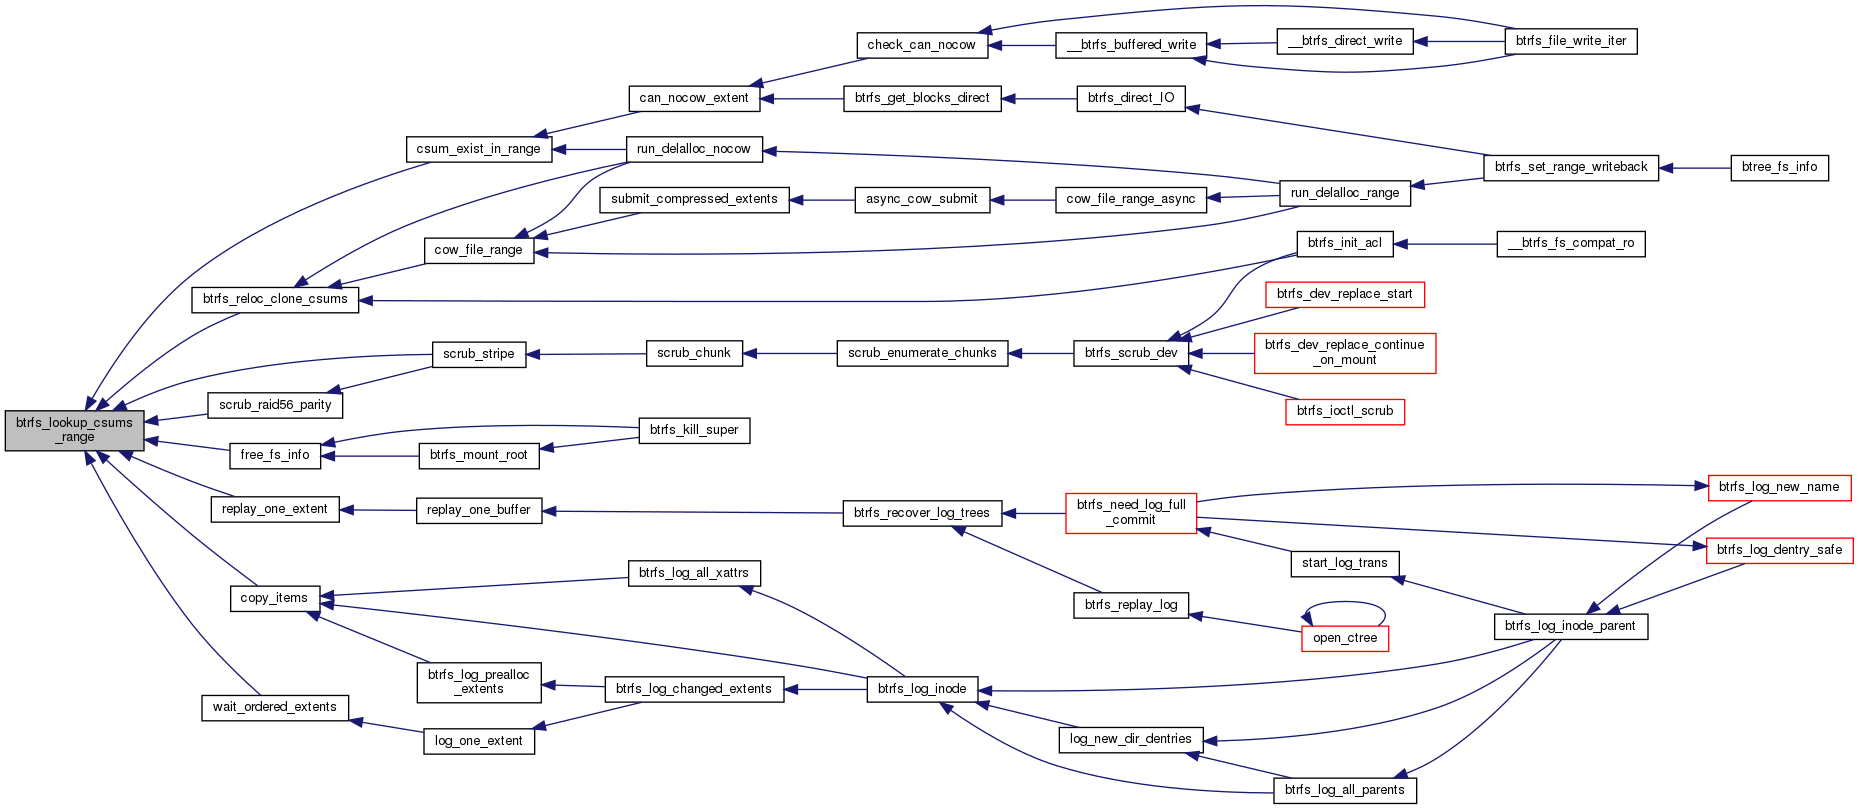 check_can_nocow
__btrfs_buffered_write
__btrfs_direct_write
btrfs_file_write_iter
can_nocow_extent
btrfs_get_blocks_direct
btrfs_direct_IO
csum_exist_in_range
run_delalloc_nocow
btrfs_set_range_writeback
btree_fs_info
submit_compressed_extents
async_cow_submit
cow_file_range_async
run_delalloc_range
cow_file_range
btrfs_init_acl
__btrfs_fs_compat_ro
btrfs_reloc_clone_csums
btrfs_dev_replace_start
scrub_stripe
scrub_chunk
scrub_enumerate_chunks
btrfs_scrub_dev
btrfs_dev_replace_continue
_on_mount
scrub_raid56_parity
btrfs_ioctl_scrub
btrfs_lookup_csums
_range
btrfs_kill_super
free_fs_info
btrfs_mount_root
replay_one_extent
replay_one_buffer
btrfs_recover_log_trees
btrfs_need_log_full
_commit
btrfs_log_new_name
btrfs_log_dentry_safe
start_log_trans
btrfs_log_all_xattrs
copy_items
btrfs_replay_log
open_ctree
btrfs_log_inode_parent
btrfs_log_prealloc
_extents
btrfs_log_changed_extents
btrfs_log_inode
wait_ordered_extents
log_one_extent
log_new_dir_dentries
btrfs_log_all_parents